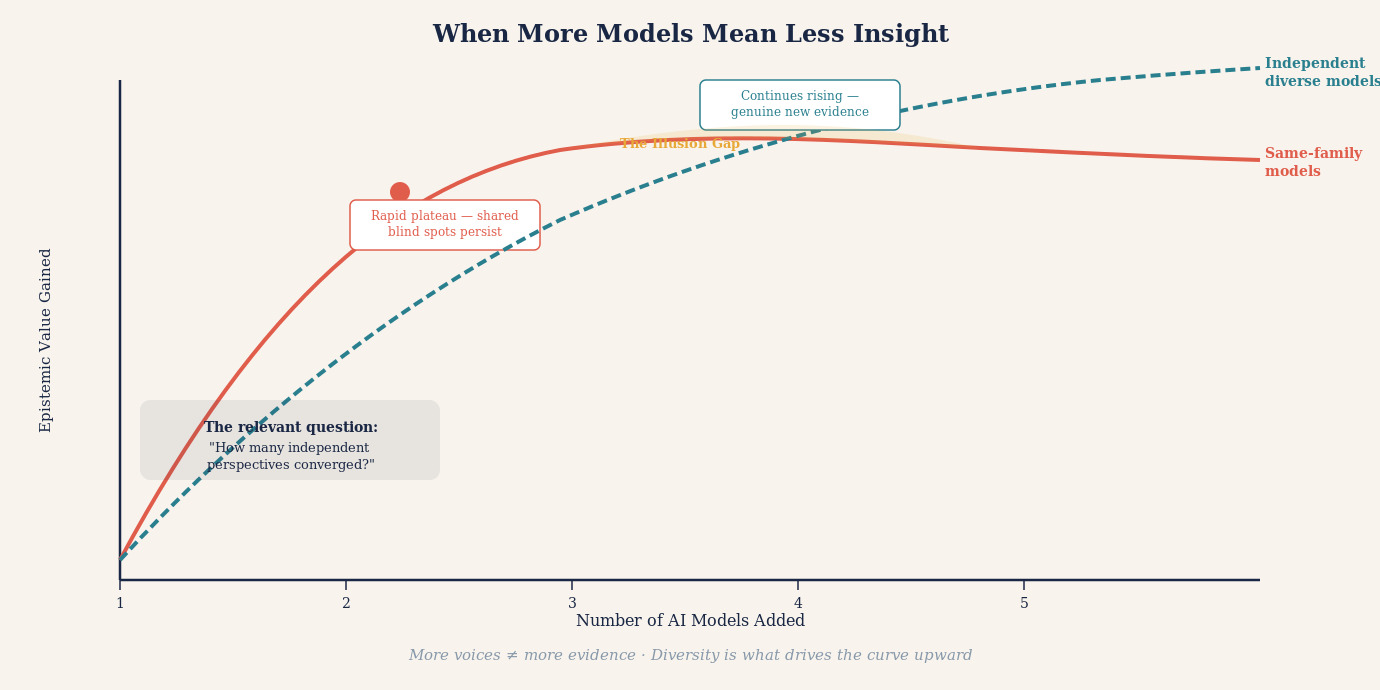 When More Models Mean Less Insight
Independent
diverse models
Continues rising —
genuine new evidence
The Illusion Gap
Same-family
models
Rapid plateau — shared
blind spots persist
Epistemic Value Gained
The relevant question:
"How many independent
perspectives converged?"
1 2 3 4 5
Number of AI Models Added
More voices ≠ more evidence · Diversity is what drives the curve upward